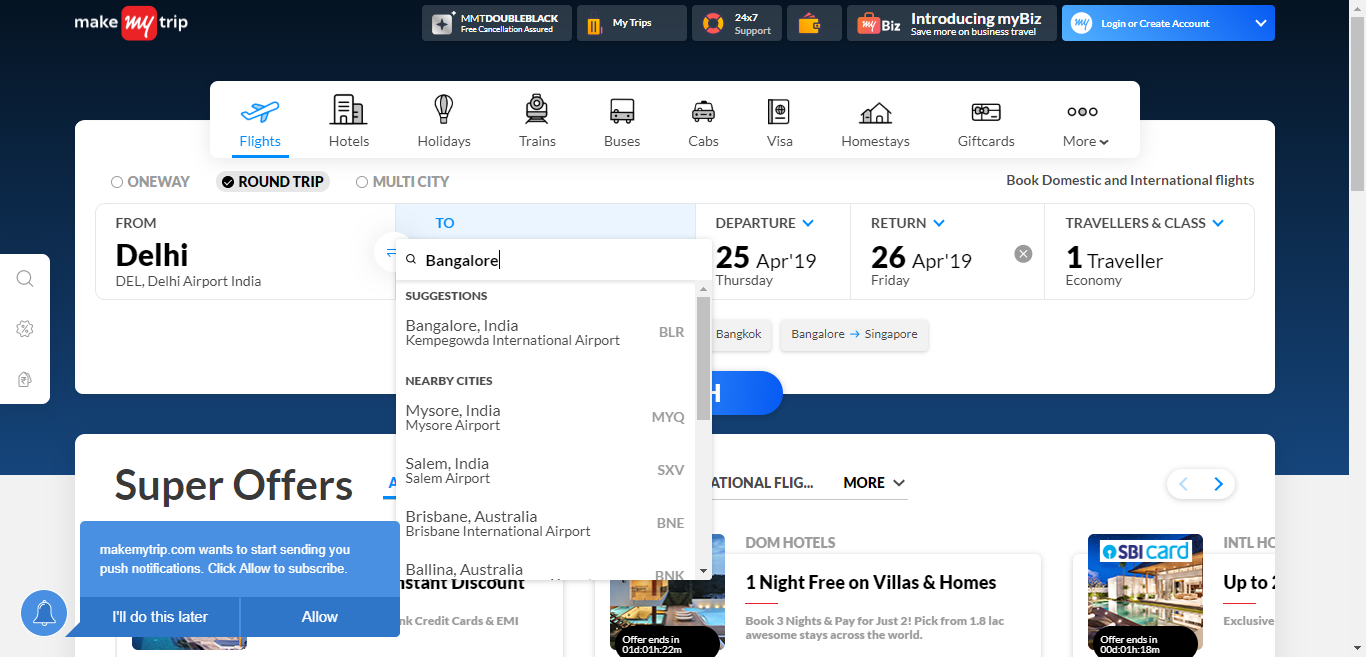 make my trip
MMTDOUBLEBLACK
Free Cancellation Assured
My Trips
24x7
Support
my Biz
Introducing myBiz
Save more on business travel
my
Login or Create Account
Flights
Hotels
Holidays
Trains
Buses
Cabs
Visa
Homestays
Giftcards
More
ONEWAY
ROUND TRIP
MULTI CITY
Book Domestic and International flights
FROM
Delhi
DEL, Delhi Airport India
TO
Bangalore
DEPARTURE
25 Apr'19
Thursday
RETURN
26 Apr'19
Friday
TRAVELLERS & CLASS
1 Traveller
Economy
SUGGESTIONS
Bangalore, India
Kempegowda International Airport
BLR
NEARBY CITIES
Mysore, India
Mysore Airport
MYQ
Salem, India
Salem Airport
SXV
Brisbane, Australia
Brisbane International Airport
BNE
Ballina, Australia
BNK
Bangkok
Bangalore → Singapore
H
Super Offers
ATIONAL FLIG...
MORE
makemytrip.com wants to start sending you
push notifications. Click Allow to subscribe.
I'll do this later
Allow
nstant Discount
nk Credit Cards & EMI
Offer ends in
01d:01h:22m
DOM HOTELS
1 Night Free on Villas & Homes
Book 3 Nights & Pay for Just 2! Pick from 1.8 lac
awesome stays across the world.
SBI card
Offer ends in
00d:01h:18m
INTL HO
Up to 2
Exclusive